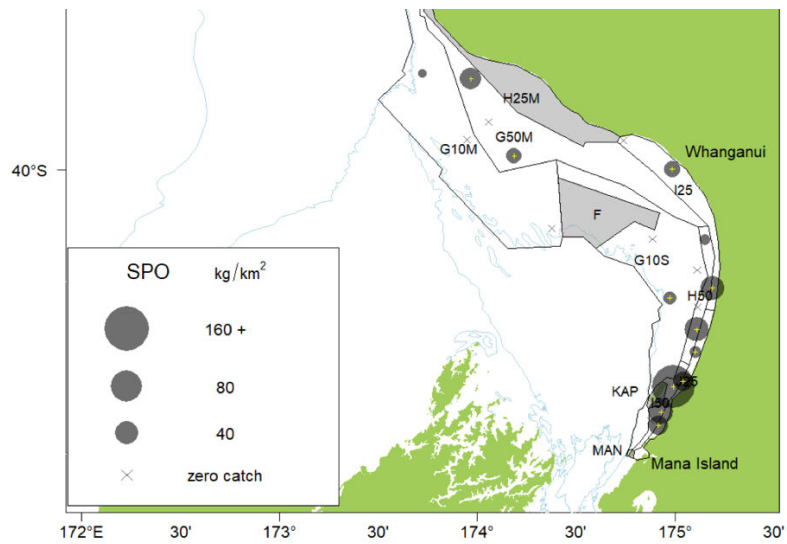 H25M
Whanganui
G50M
G10M
40°S
I25
F
G10S
SPO kg/km²
H50
160 +
80
KAP
I50
40
MAN
Mana Island
zero catch
172°E 30' 173° 30' 174° 30' 175° 30'